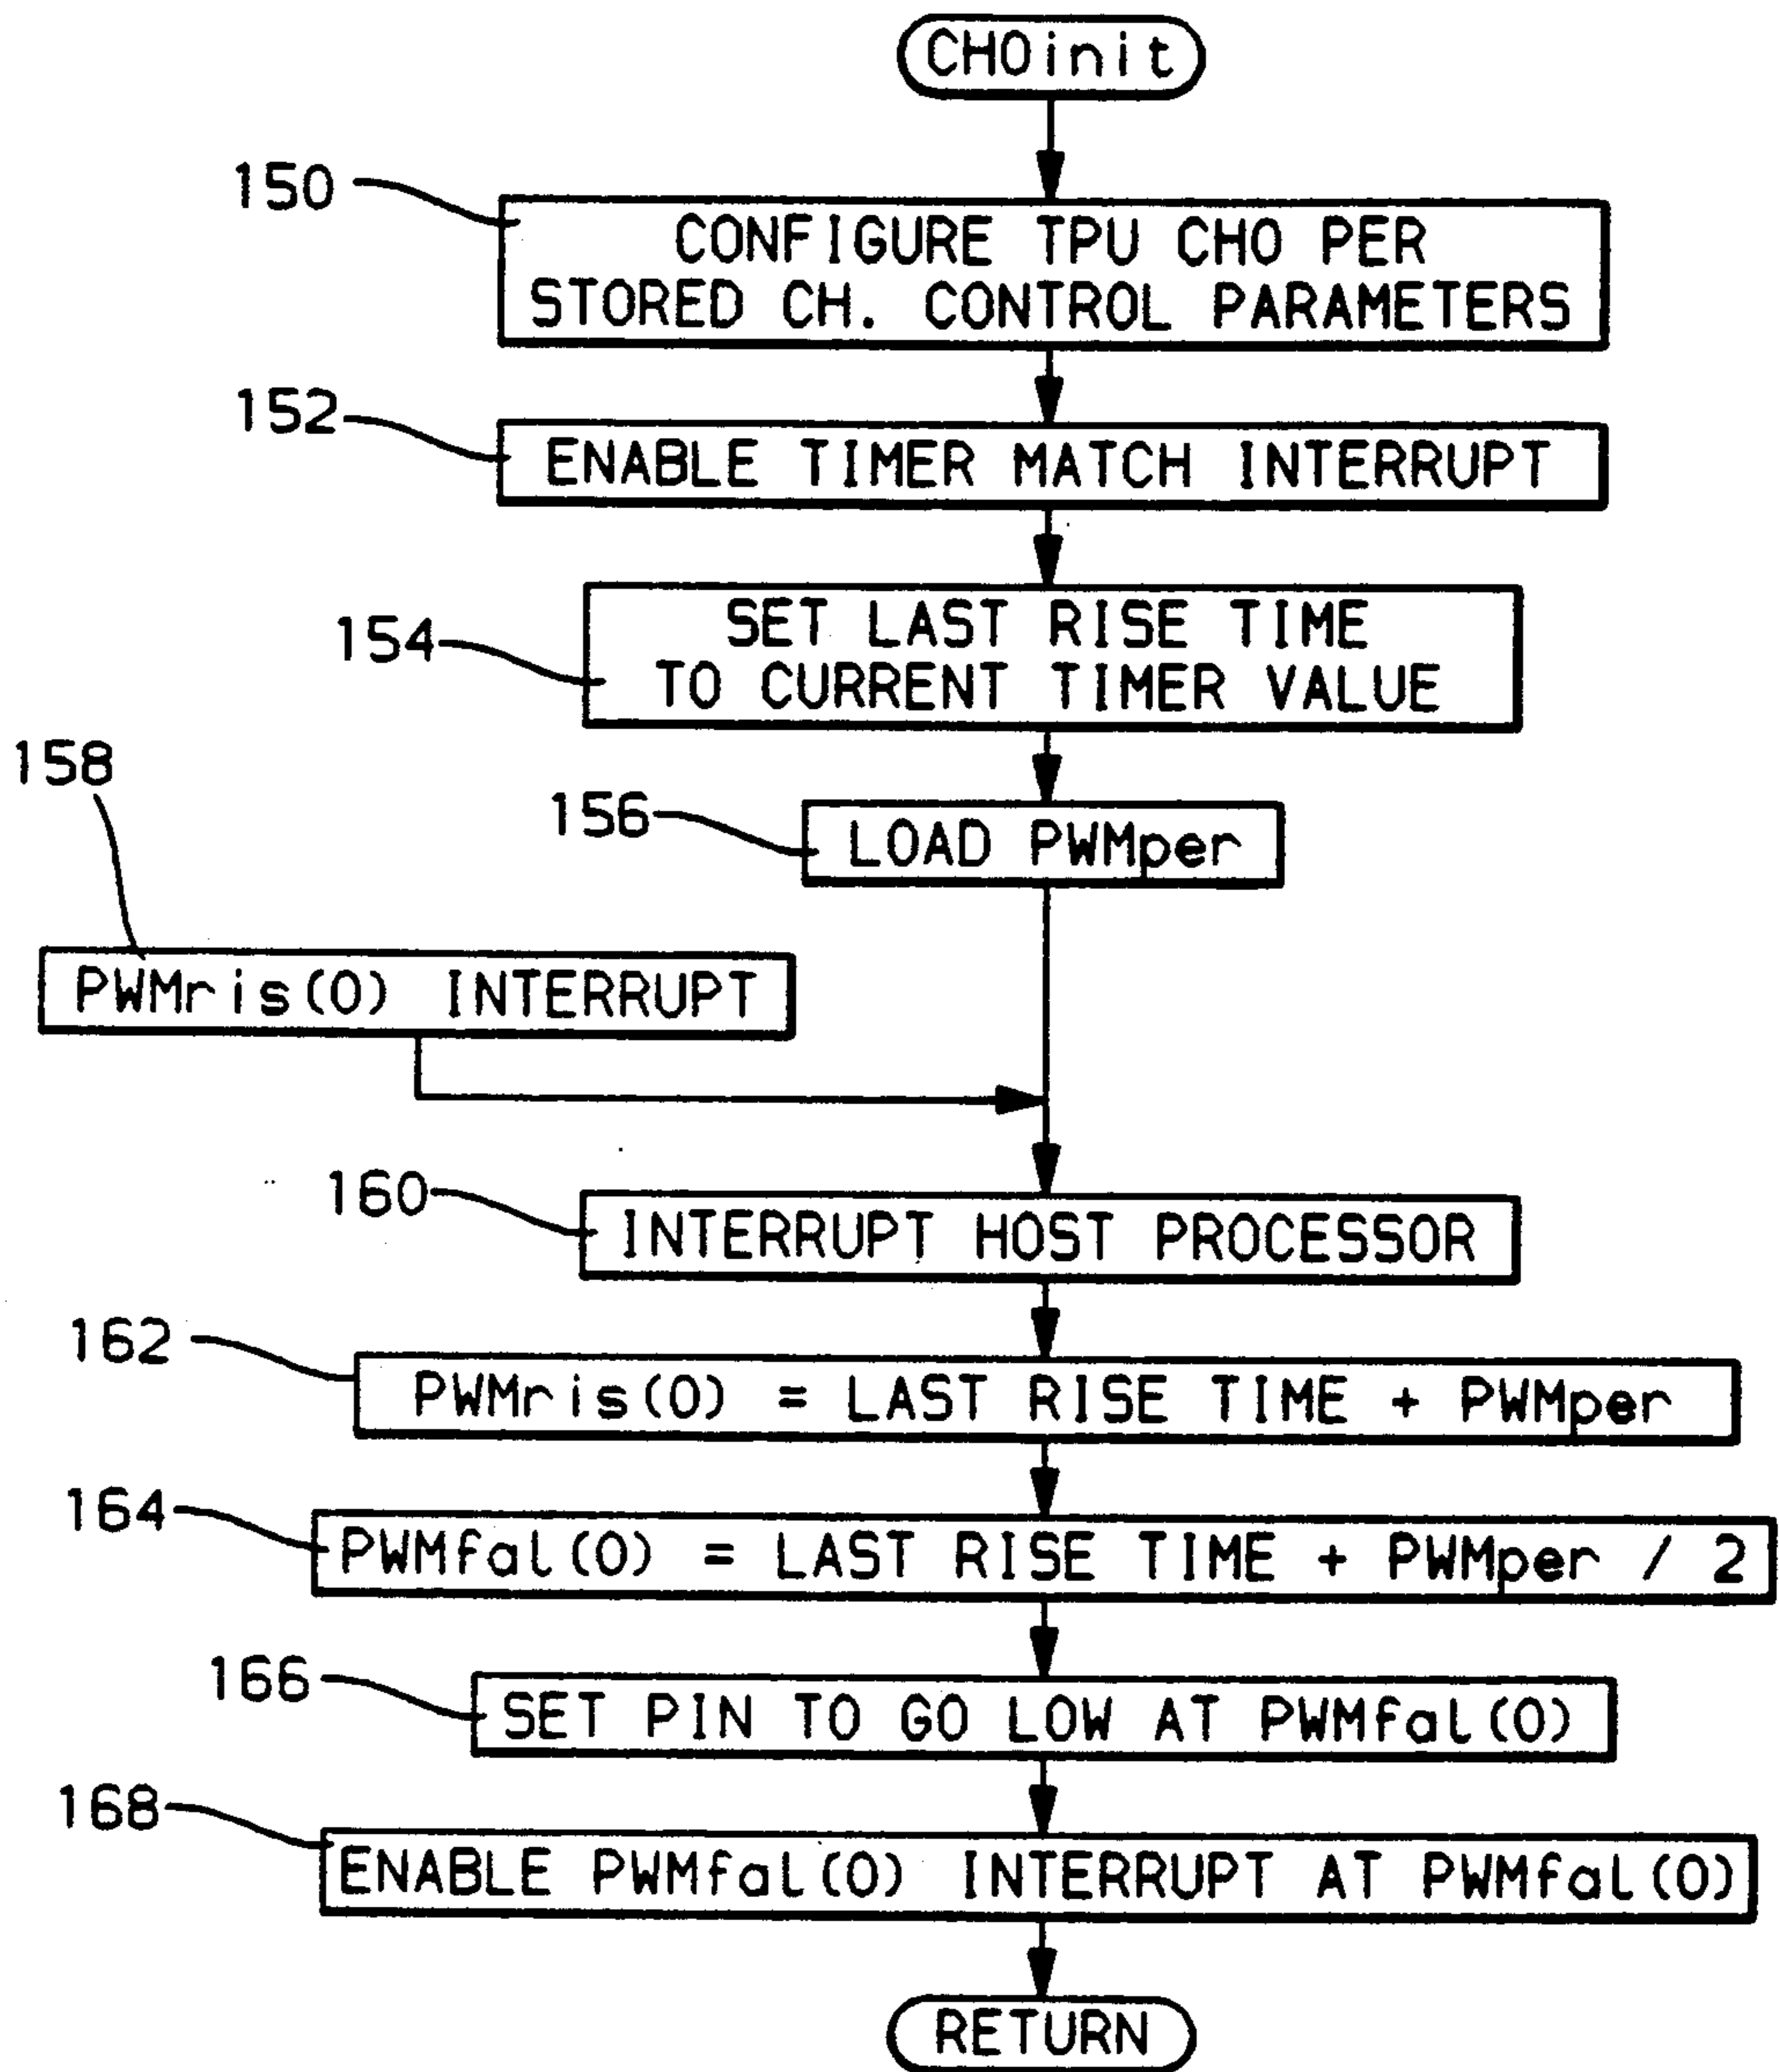 CH0init
150
CONFIGURE TPU CH0 PER
STORED CH. CONTROL PARAMETERS
152
ENABLE TIMER MATCH INTERRUPT
154
SET LAST RISE TIME
TO CURRENT TIMER VALUE
158
156
LOAD PWMper
PWMris(0) INTERRUPT
160
INTERRUPT HOST PROCESSOR
162
PWMris(0) = LAST RISE TIME + PWMper
164
PWMfal(0) = LAST RISE TIME + PWMper / 2
166
SET PIN TO GO LOW AT PWMfal(0)
168
ENABLE PWMfal(0) INTERRUPT AT PWMfal(0)
RETURN